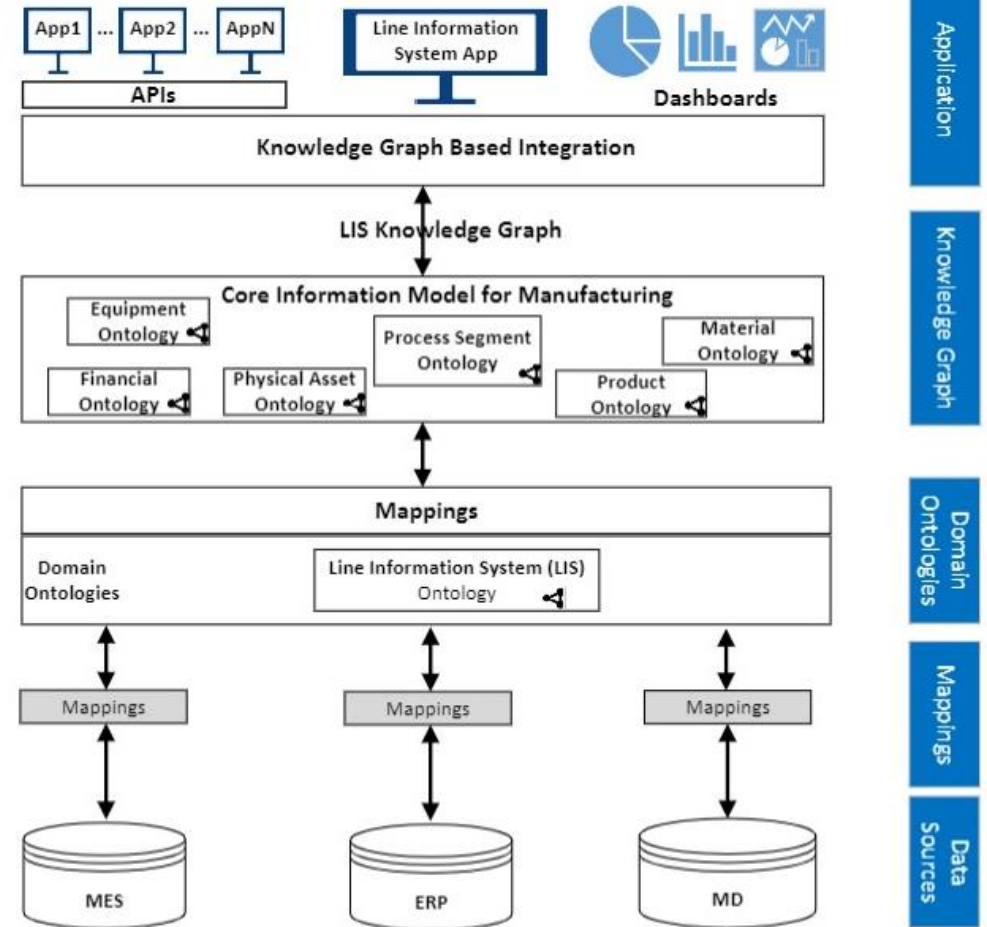 App1 ... App2 ... AppN
APIs
Line Information
System App
Dashboards
Application
Knowledge Graph Based Integration
LIS Knowledge Graph
Knowledge Graph
Core Information Model for Manufacturing
Equipment
Ontology
Process Segment
Ontology
Material
Ontology
Financial
Ontology
Physical Asset
Ontology
Product
Ontology
Mappings
Domain
Ontologies
Line Information System (LIS)
Ontology
Domain
Ontologies
Mappings
Mappings
Mappings
Mappings
MES
ERP
MD
Data
Sources